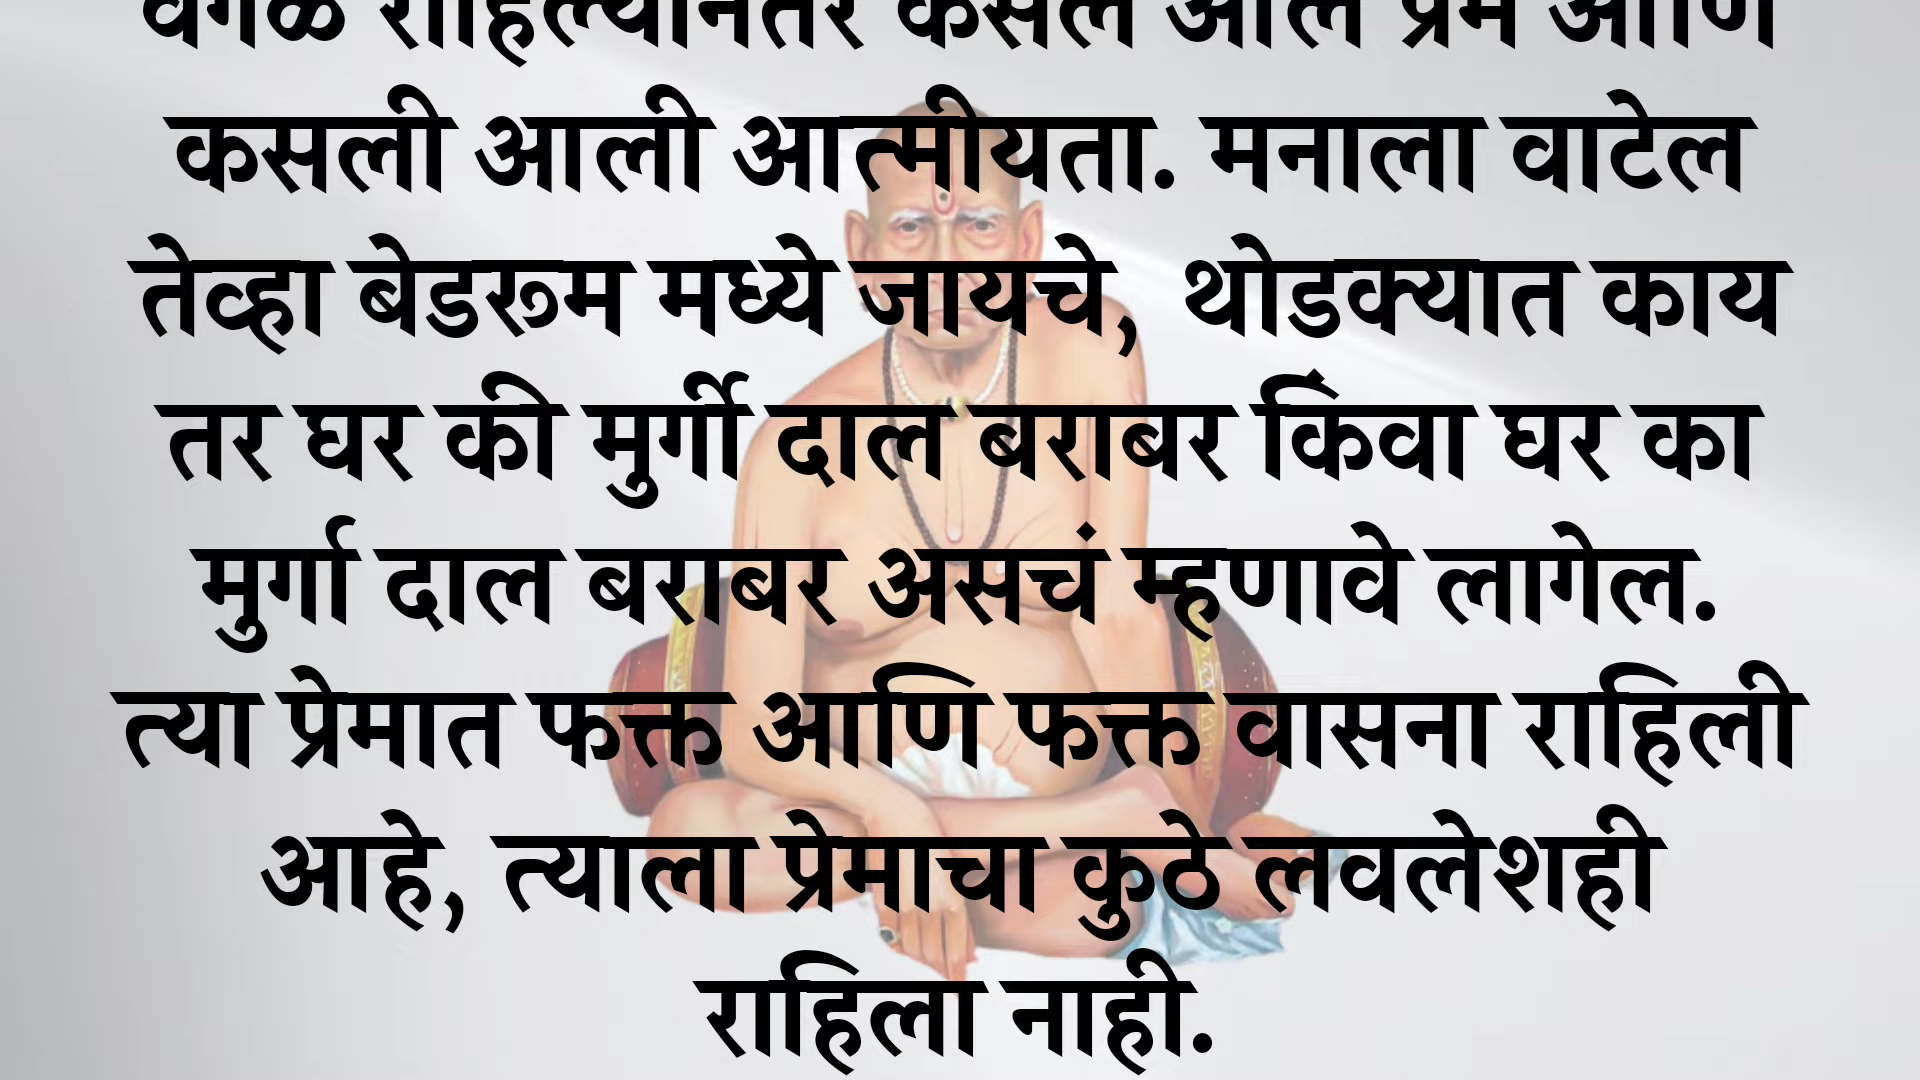 वेगळे राहिल्यानंतर कसले आले प्रेम आणि
कसली आली आत्मीयता. मनाला वाटेल
तेव्हा बेडरूम मध्ये जायचे, थोडक्यात काय
तर घर की मुर्गी दाल बराबर किंवा घर का
मुर्गा दाल बराबर असचं म्हणावे लागेल.
त्या प्रेमात फक्त आणि फक्त वासना राहिली
आहे, त्याला प्रेमाचा कुठे लवलेशही
राहिला नाही.